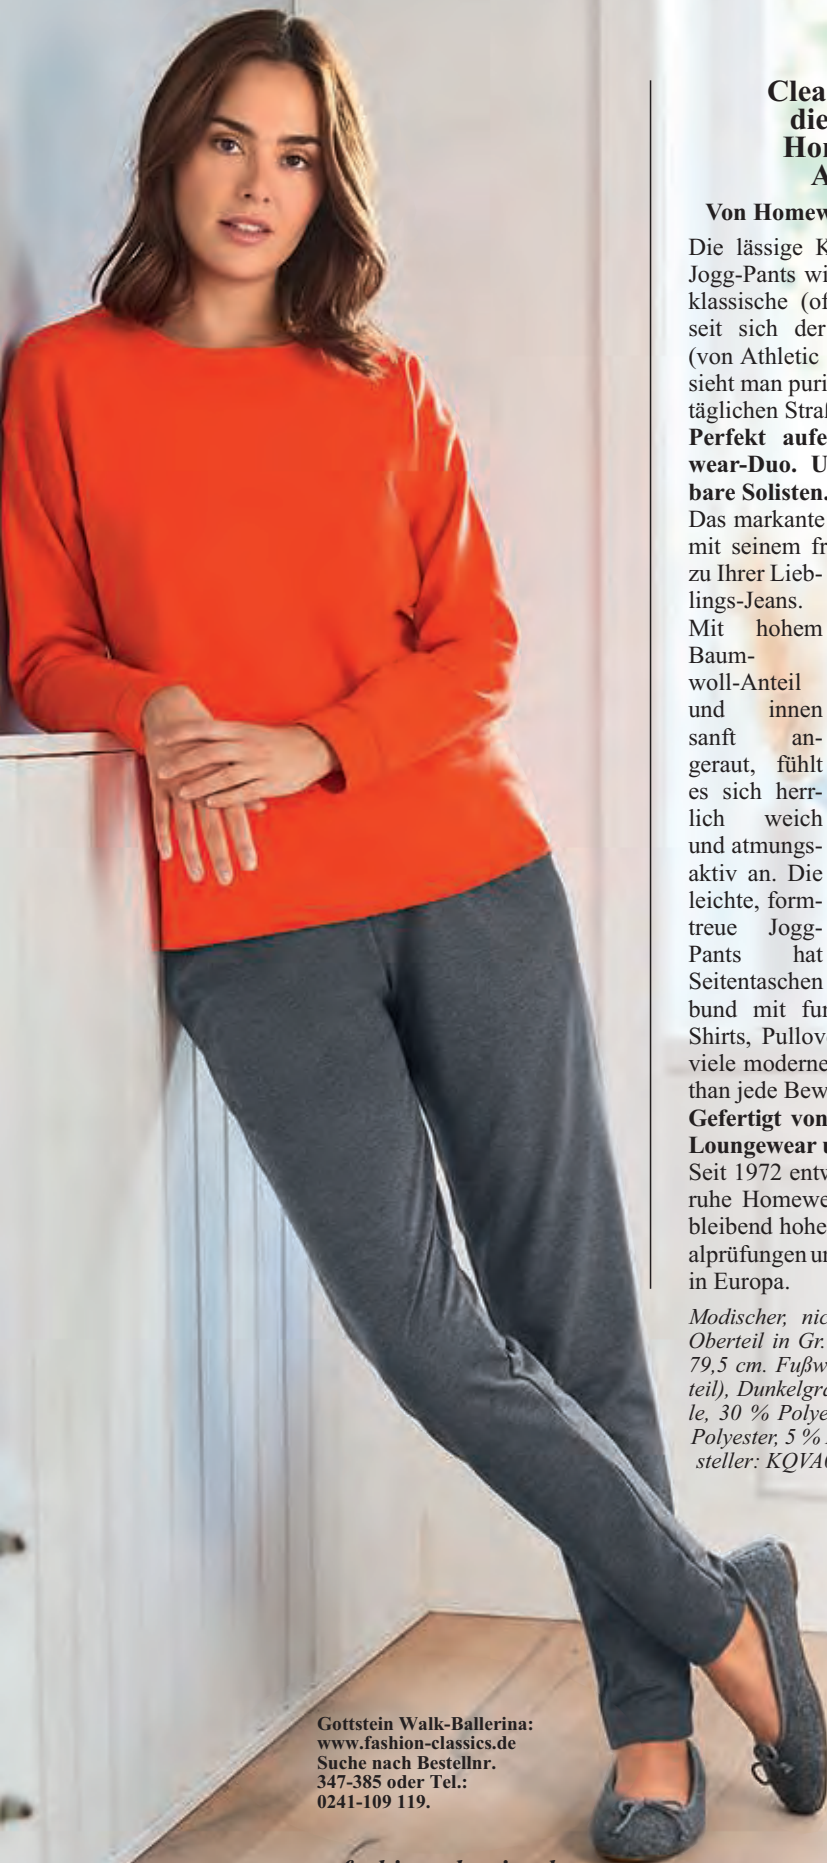 Clea
die
Hor
A
Von Homew
Die lässige K
Jogg-Pants wi
klassische (of
seit sich der
(von Athletic
sieht man puri
täglichen Straß
Perfekt aufe
wear-Duo. U
bare Solisten.
Das markante
mit seinem fr
zu Ihrer Lieb-
lings-Jeans.
Mit hohem
Baum-
woll-Anteil
und innen
sanft an-
geraut, fühlt
es sich herr-
lich weich
und atmungs-
aktiv an. Die
leichte, form-
treue Jogg-
Pants hat
Seitentaschen
bund mit fun
Shirts, Pullov
viele moderne
than jede Bew
Gefertigt von
Loungewear u
Seit 1972 entw
ruhe Homewe
bleibend hohe
alprüfungen un
in Europa.
Modischer, nic
Oberteil in Gr.
79,5 cm. Fußw
teil), Dunkelgra
le, 30 % Polye
Polyester, 5 %
steller: KQVA
Gottstein Walk-Ballerina:
www.fashion-classics.de
Suche nach Bestellnr.
347-385 oder Tel.:
0241-109 119.